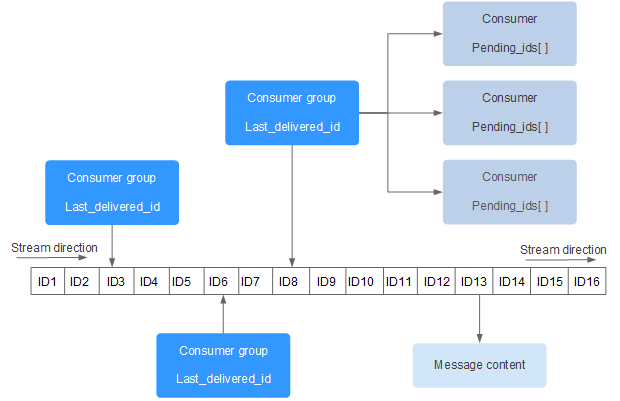 Consumer
Pending_ids[ ]
Consumer group
Last_delivered_id
Consumer
Pending_ids[ ]
Consumer group
Last_delivered_id
Consumer
Pending_ids[ ]
Stream direction
Stream direction
ID1 ID2 ID3 ID4 ID5 ID6 ID7 ID8 ID9 ID10 ID11 ID12 ID13 ID14 ID15 ID16
Consumer group
Last_delivered_id
Message content